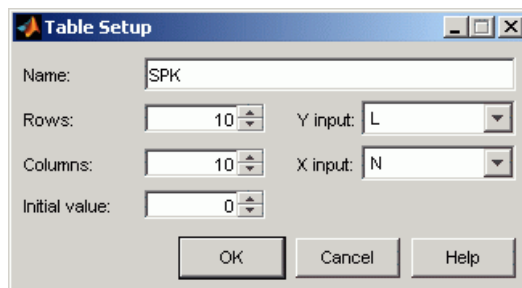 Table Setup
Name: SPK
Rows: 10 Y input: L
Columns: 10 X input: N
Initial value: 0
OK Cancel Help